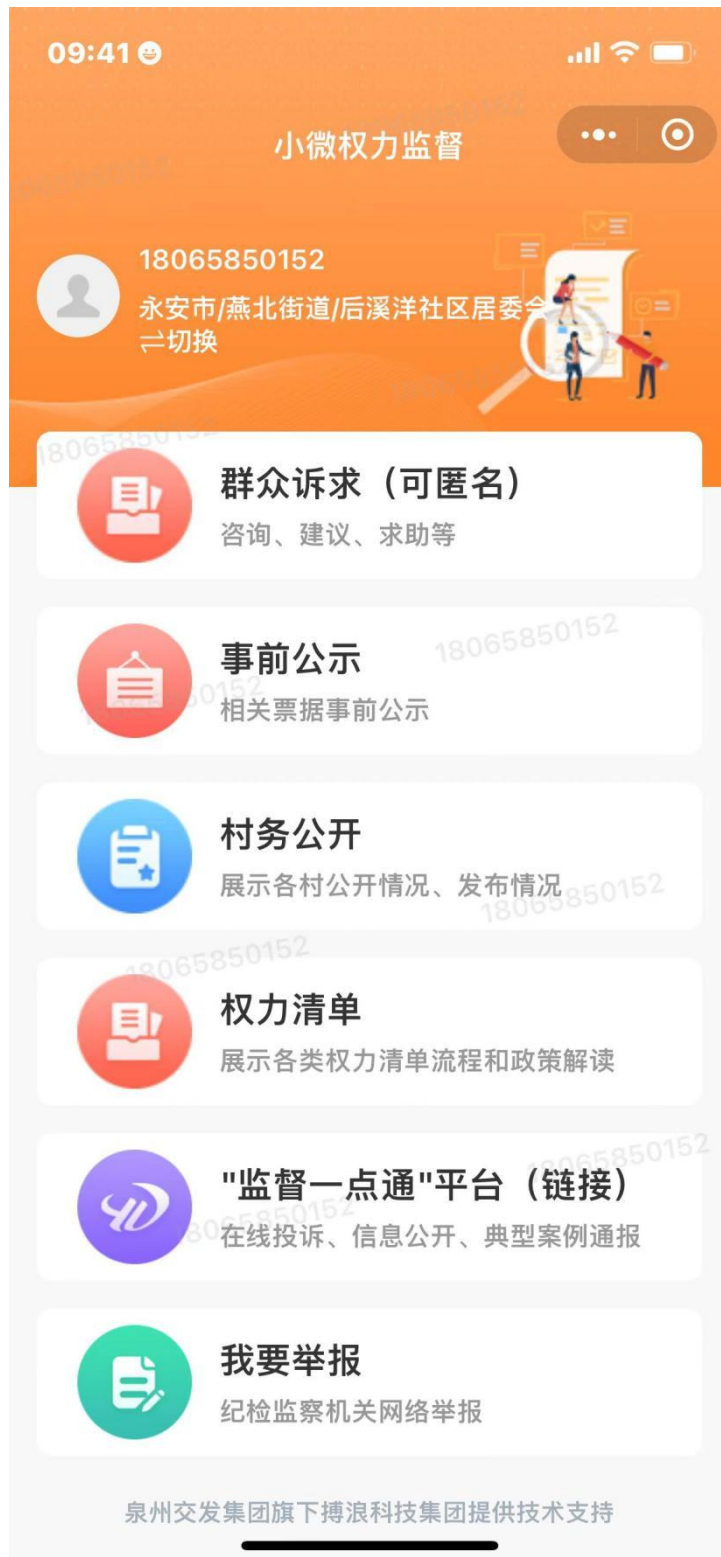 09:41
小微权力监督
18065850152
永安市/燕北街道/后溪洋社区居委会
⇌切换
群众诉求（可匿名）
咨询、建议、求助等
事前公示
相关票据事前公示
村务公开
展示各村公开情况、发布情况
权力清单
展示各类权力清单流程和政策解读
"监督一点通"平台（链接）
在线投诉、信息公开、典型案例通报
我要举报
纪检监察机关网络举报
泉州交发集团旗下搏浪科技集团提供技术支持
18065850152
18065850152
18065850152
18065850152
18065850152